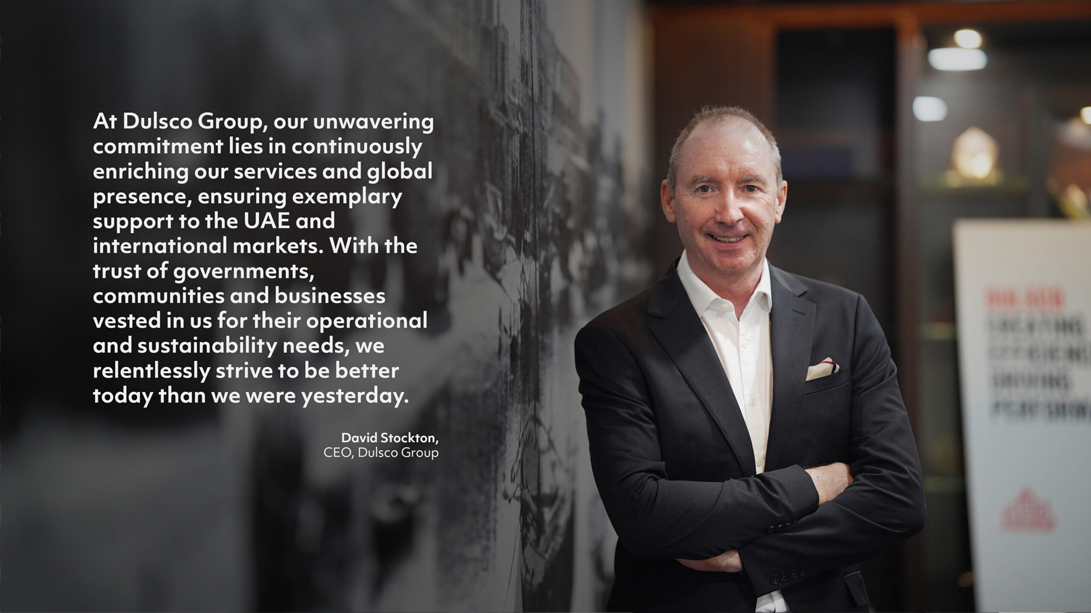 At Dulsco Group, our unwavering
commitment lies in continuously
enriching our services and global
presence, ensuring exemplary
support to the UAE and
international markets. With the
trust of governments,
communities and businesses
vested in us for their operational
and sustainability needs, we
relentlessly strive to be better
today than we were yesterday.
David Stockton,
CEO, Dulsco Group